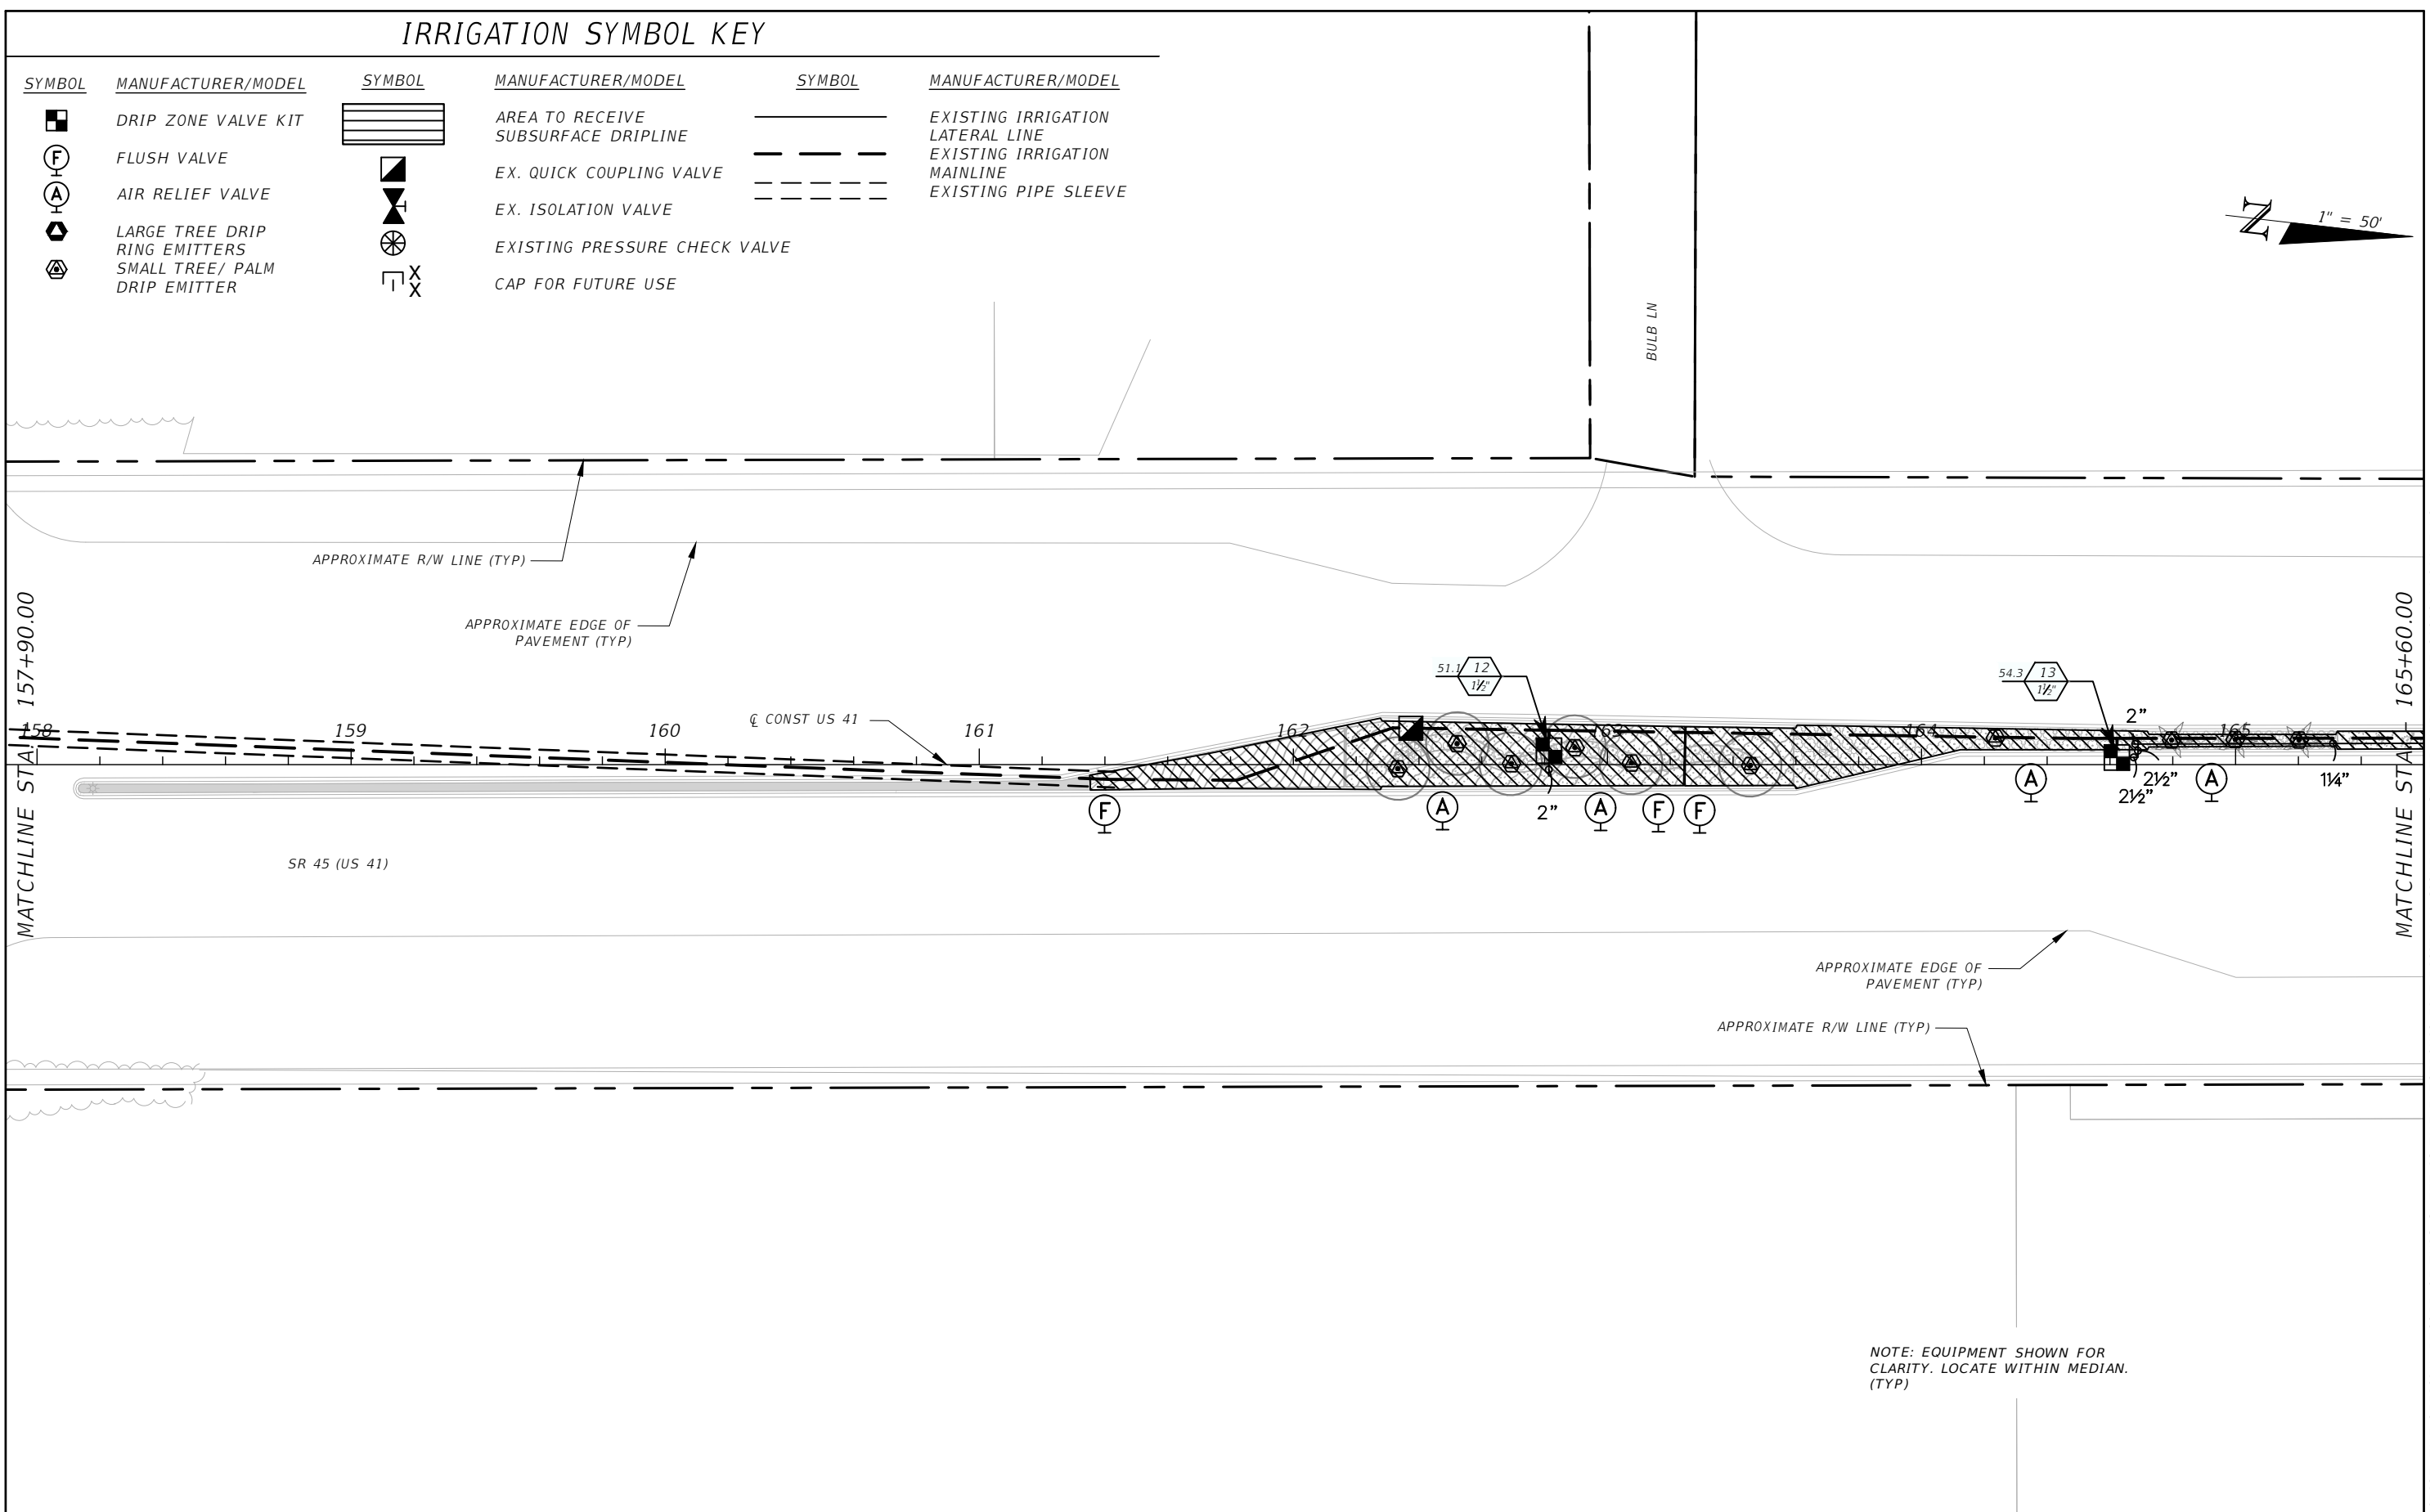 IRRIGATION SYMBOL KEY
SYMBOL MANUFACTURER/MODEL
DRIP ZONE VALVE KIT
F FLUSH VALVE
A AIR RELIEF VALVE
LARGE TREE DRIP
RING EMITTERS
SMALL TREE/ PALM
DRIP EMITTER
SYMBOL MANUFACTURER/MODEL
AREA TO RECEIVE
SUBSURFACE DRIPLINE
EX. QUICK COUPLING VALVE
EX. ISOLATION VALVE
EXISTING PRESSURE CHECK VALVE
X
X
CAP FOR FUTURE USE
SYMBOL MANUFACTURER/MODEL
EXISTING IRRIGATION
LATERAL LINE
EXISTING IRRIGATION
MAINLINE
EXISTING PIPE SLEEVE
N
1" = 50'
BULB LN
APPROXIMATE R/W LINE (TYP)
APPROXIMATE EDGE OF
PAVEMENT (TYP)
MATCHLINE STA. 157+90.00
MATCHLINE STA. 165+60.00
51.1 12
1½"
54.3 13
1½"
℄ CONST US 41
158 159 160 161 162 163 164 165
2”
F A 2” A F F A 2½” 2½” A 1¼”
SR 45 (US 41)
APPROXIMATE EDGE OF
PAVEMENT (TYP)
APPROXIMATE R/W LINE (TYP)
NOTE: EQUIPMENT SHOWN FOR
CLARITY. LOCATE WITHIN MEDIAN.
(TYP)